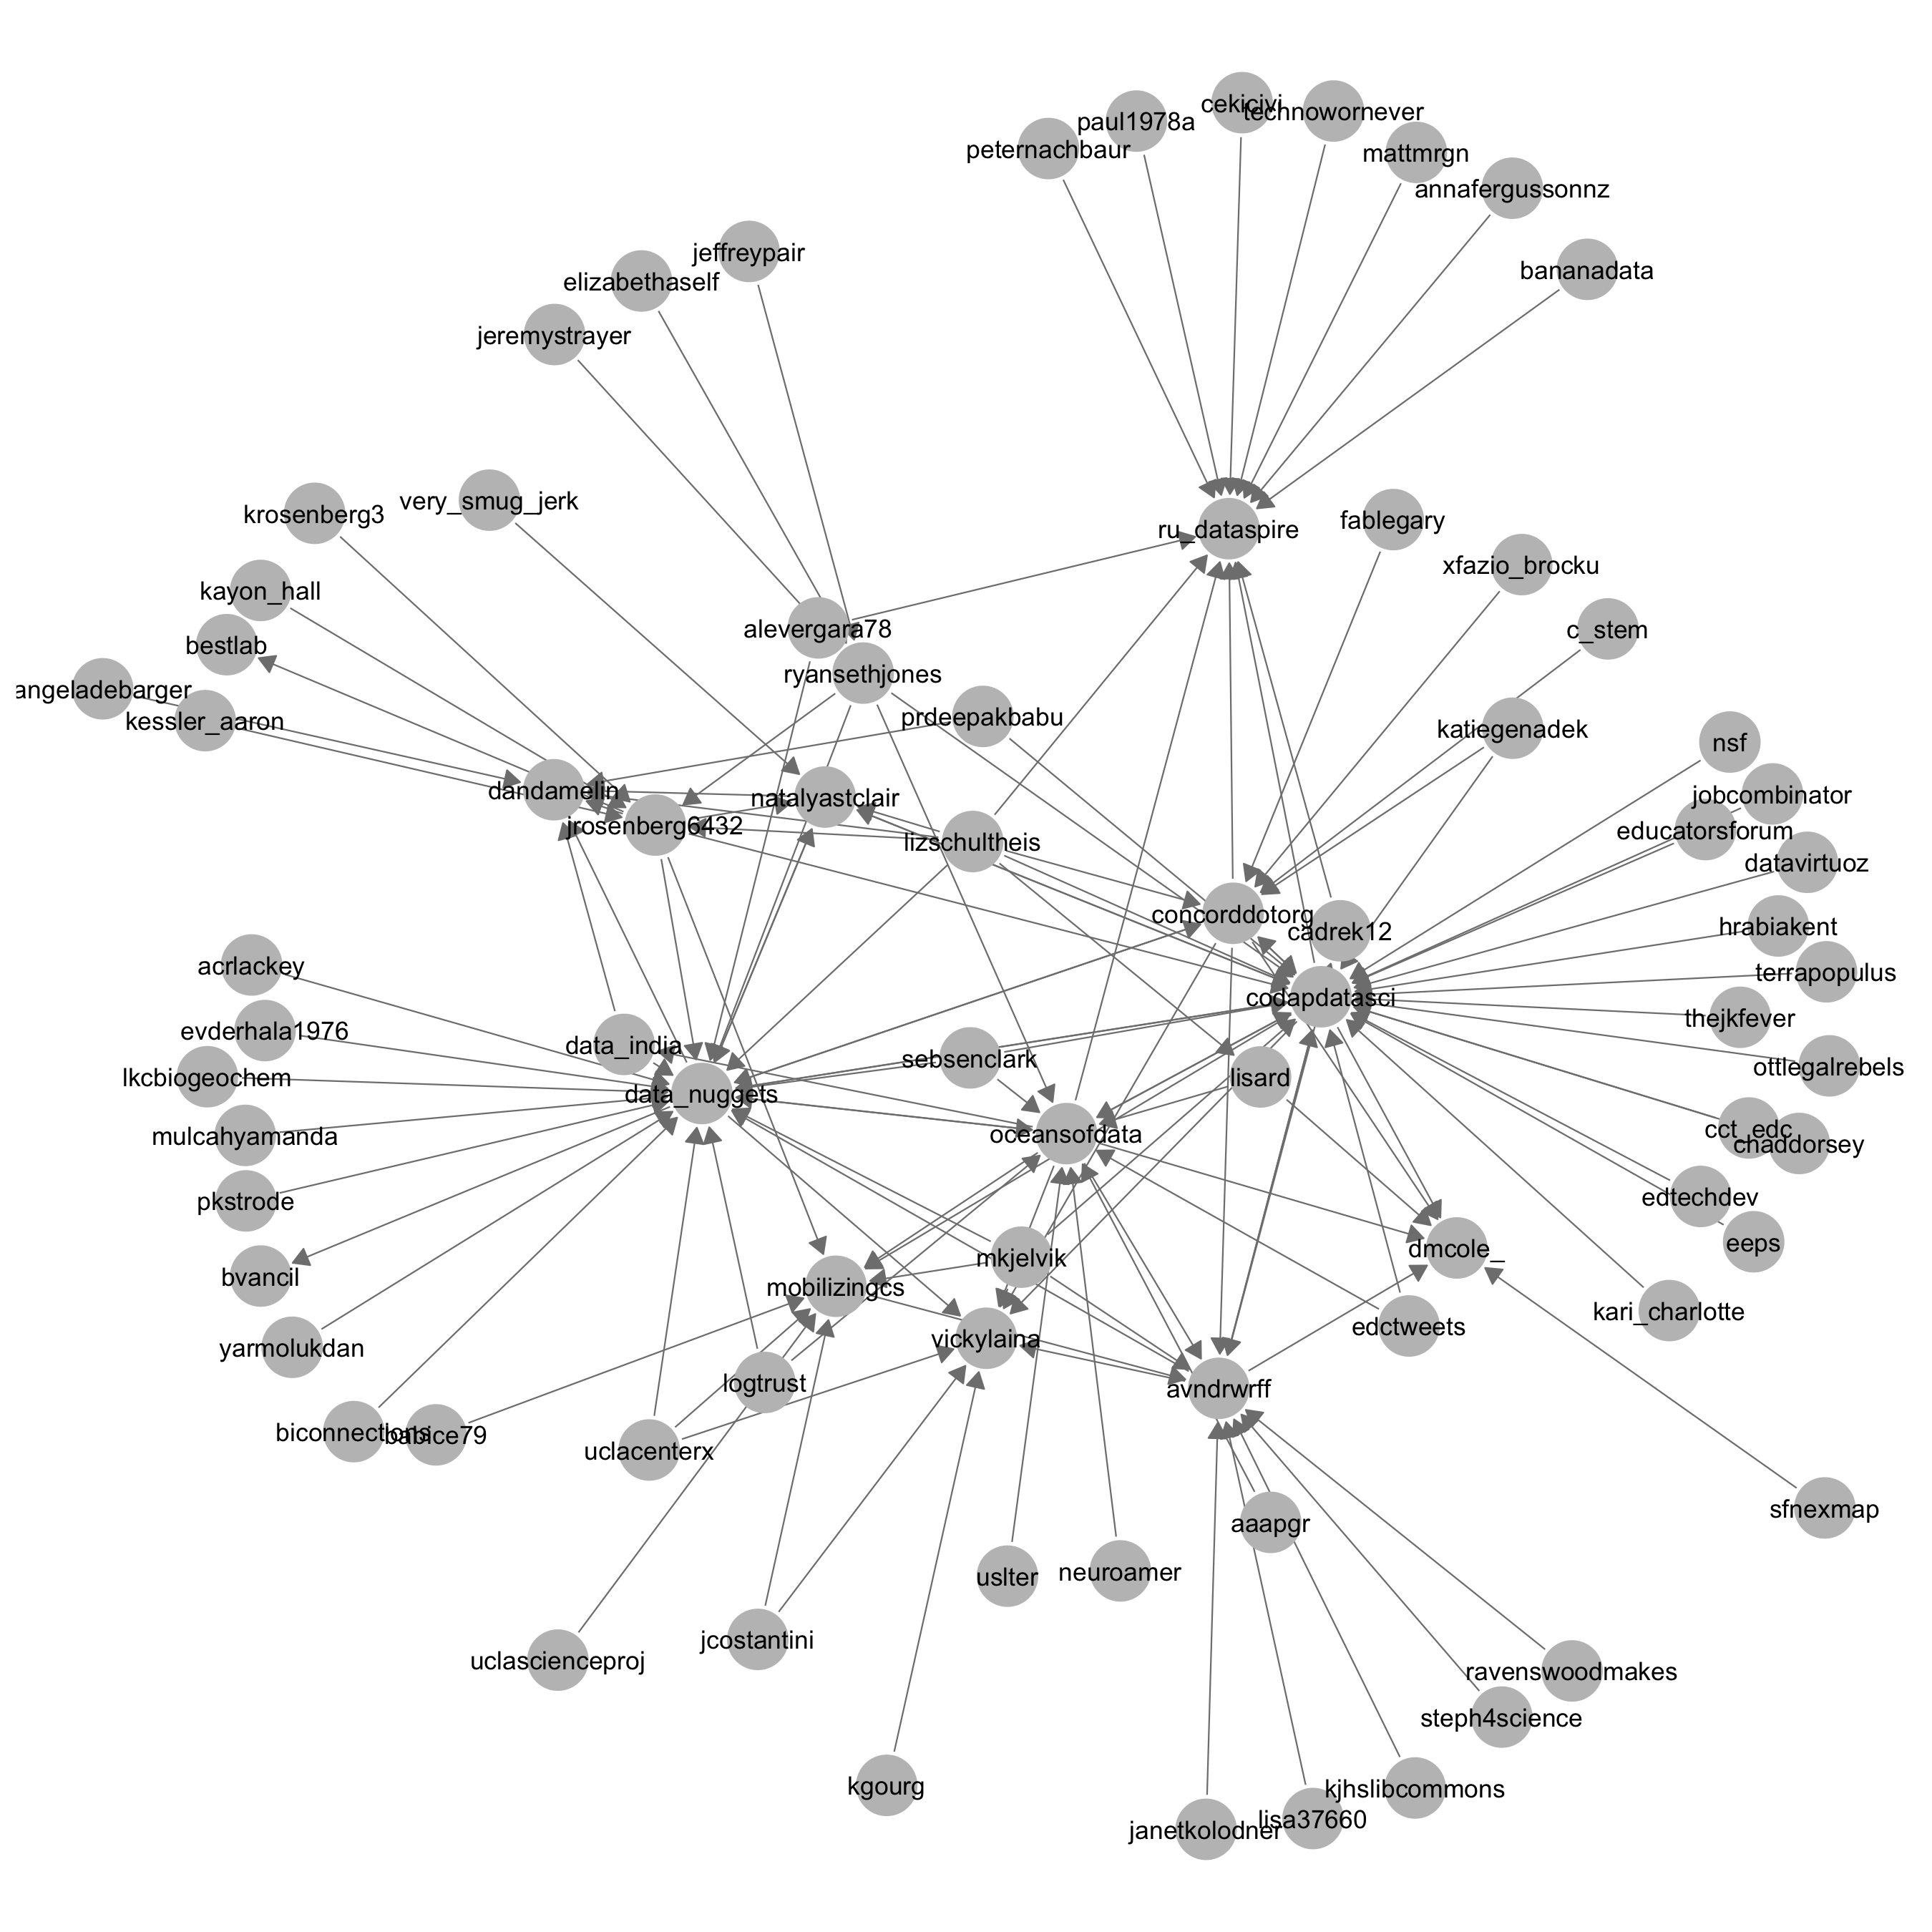 cekicivi
technowornever
paul1978a
peternachbaur
mattmrgn
annafergussonnz
jeffreypair
bananadata
elizabethaself
jeremystrayer
very_smug_jerk
krosenberg3
fablegary
ru_dataspire
xfazio_brocku
kayon_hall
alevergara78
c_stem
bestlab
ryansethjones
angeladebarger
kessler_aaron
prdeepakbabu
katiegenadek
nsf
dandamelin
natalyastclair
jobcombinator
jrosenberg6432
educatorsforum
lizschultheis
datavirtuoz
concorddotorg
hrabiakent
cadrek12
acrlackey
terrapopulus
codapdatasci
thejkfever
evderhala1976
data_india
sebsenclark
ottlegalrebels
lkcbiogeochem
lisard
data_nuggets
cct_edc
mulcahyamanda
oceansofdata
chaddorsey
edtechdev
pkstrode
eeps
dmcole_
mkjelvik
bvancil
mobilizingcs
kari_charlotte
edctweets
vickylaina
yarmolukdan
logtrust
avndrwrff
biconnections
babice79
uclacenterx
sfnexmap
aaapgr
neuroamer
uslter
jcostantini
uclascienceproj
ravenswoodmakes
steph4science
kgourg
kjhslibcommons
lisa37660
janetkolodner